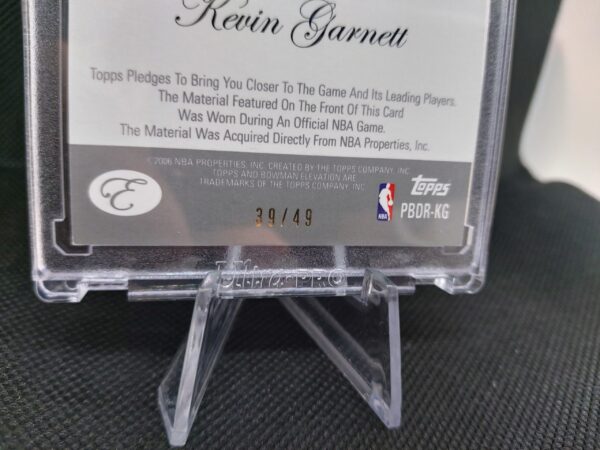 Kevin Garnett
Topps Pledges To Bring You Closer To The Game And Its Leading Players.
The Material Featured On The Front Of This Card
Was Worn During An Official NBA Game.
The Material Was Acquired Directly From NBA Properties, Inc.
© 2006 NBA PROPERTIES, INC. CREATED BY THE TOPPS COMPANY, INC.
TOPPS AND BOWMAN ELEVATION ARE
TRADEMARKS OF THE TOPPS COMPANY, INC.
E
39/49
NBA
Topps
PBDR-KG
Ultra PRO